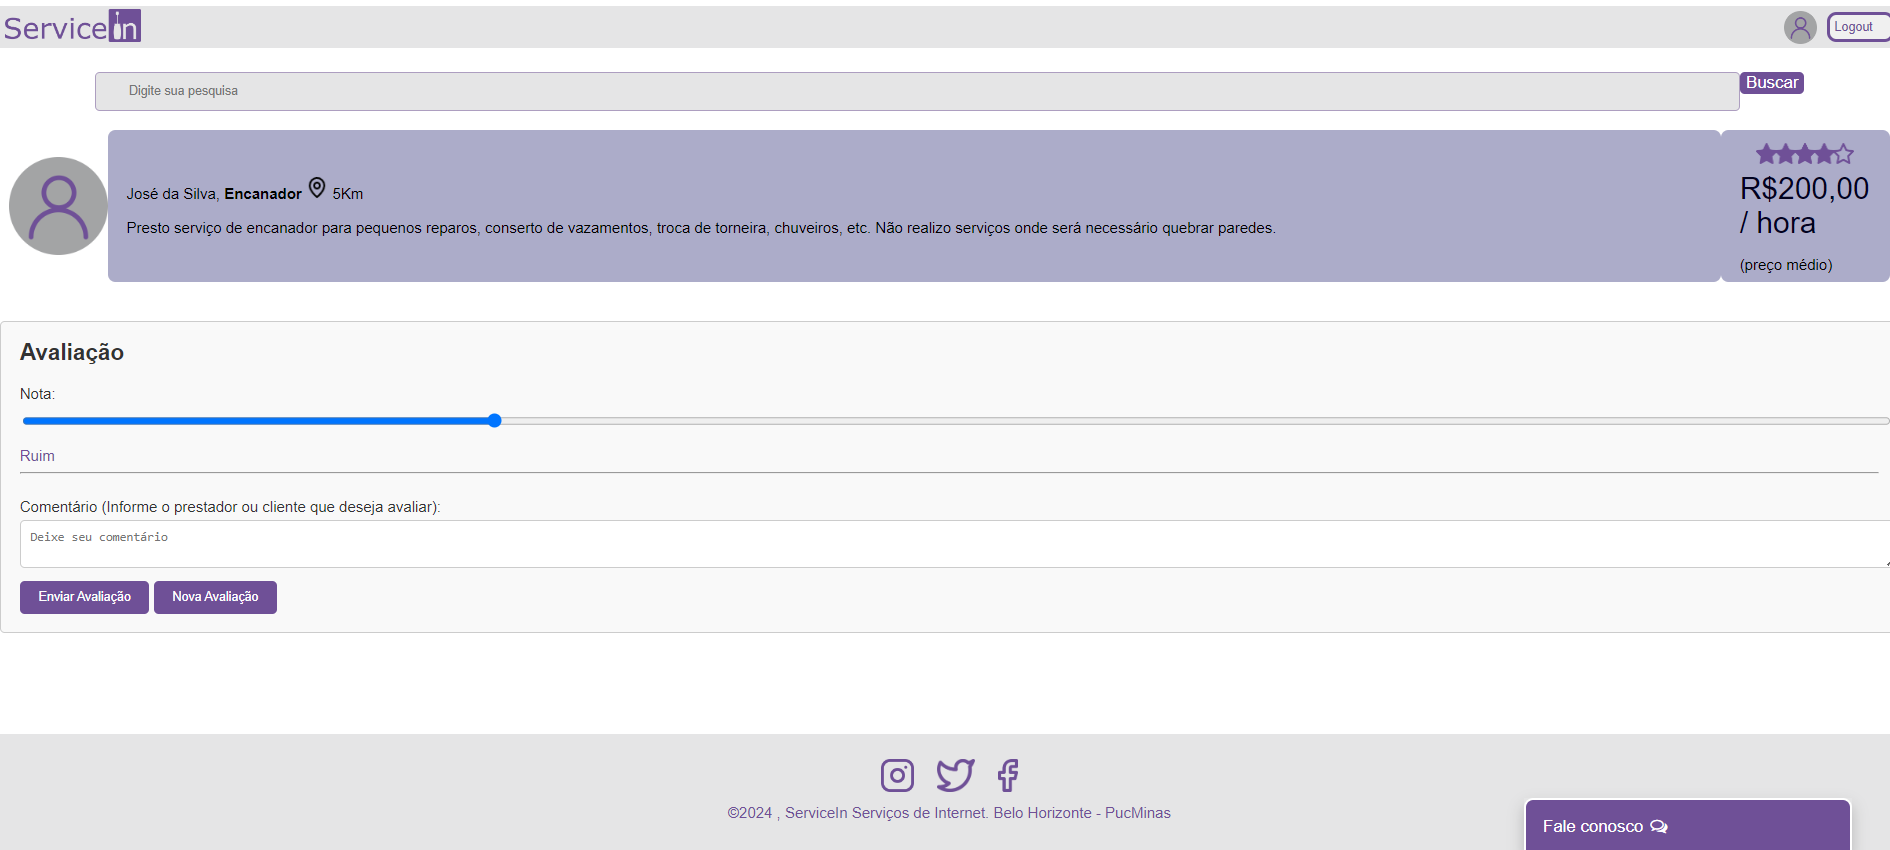 ServiceIn
Logout
Digite sua pesquisa
Buscar
José da Silva, Encanador 5Km
Presto serviço de encanador para pequenos reparos, conserto de vazamentos, troca de torneira, chuveiros, etc. Não realizo serviços onde será necessário quebrar paredes.
R$200,00
/ hora
(preço médio)
Avaliação
Nota:
Ruim
Comentário (Informe o prestador ou cliente que deseja avaliar):
Deixe seu comentário
Enviar Avaliação
Nova Avaliação
©2024 , ServiceIn Serviços de Internet. Belo Horizonte - PucMinas
Fale conosco